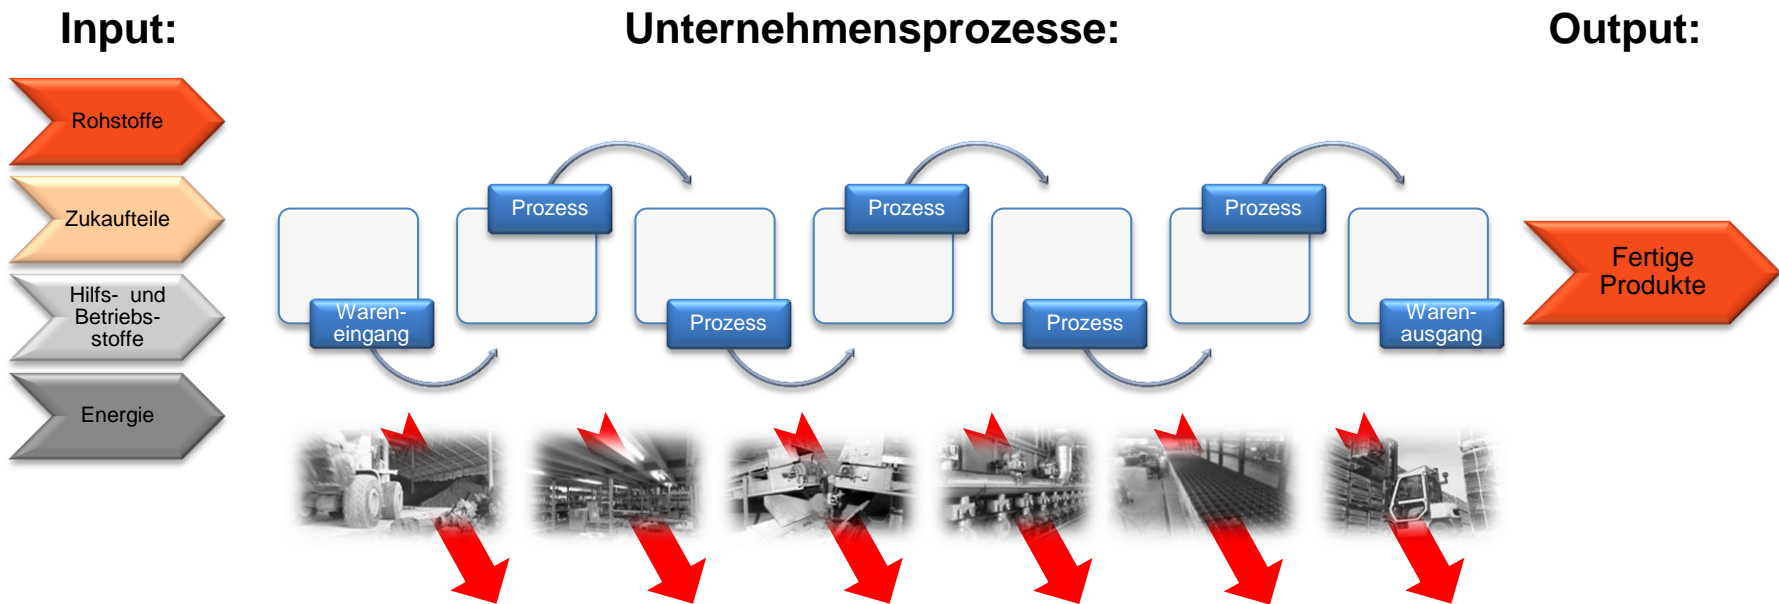 Input:
Unternehmensprozesse:
Output:
Rohstoffe
Zukaufteile
Hilfs- und
Betriebs-
stoffe
Energie
Waren-
eingang
Prozess
Prozess
Prozess
Prozess
Prozess
Waren-
ausgang
Fertige
Produkte